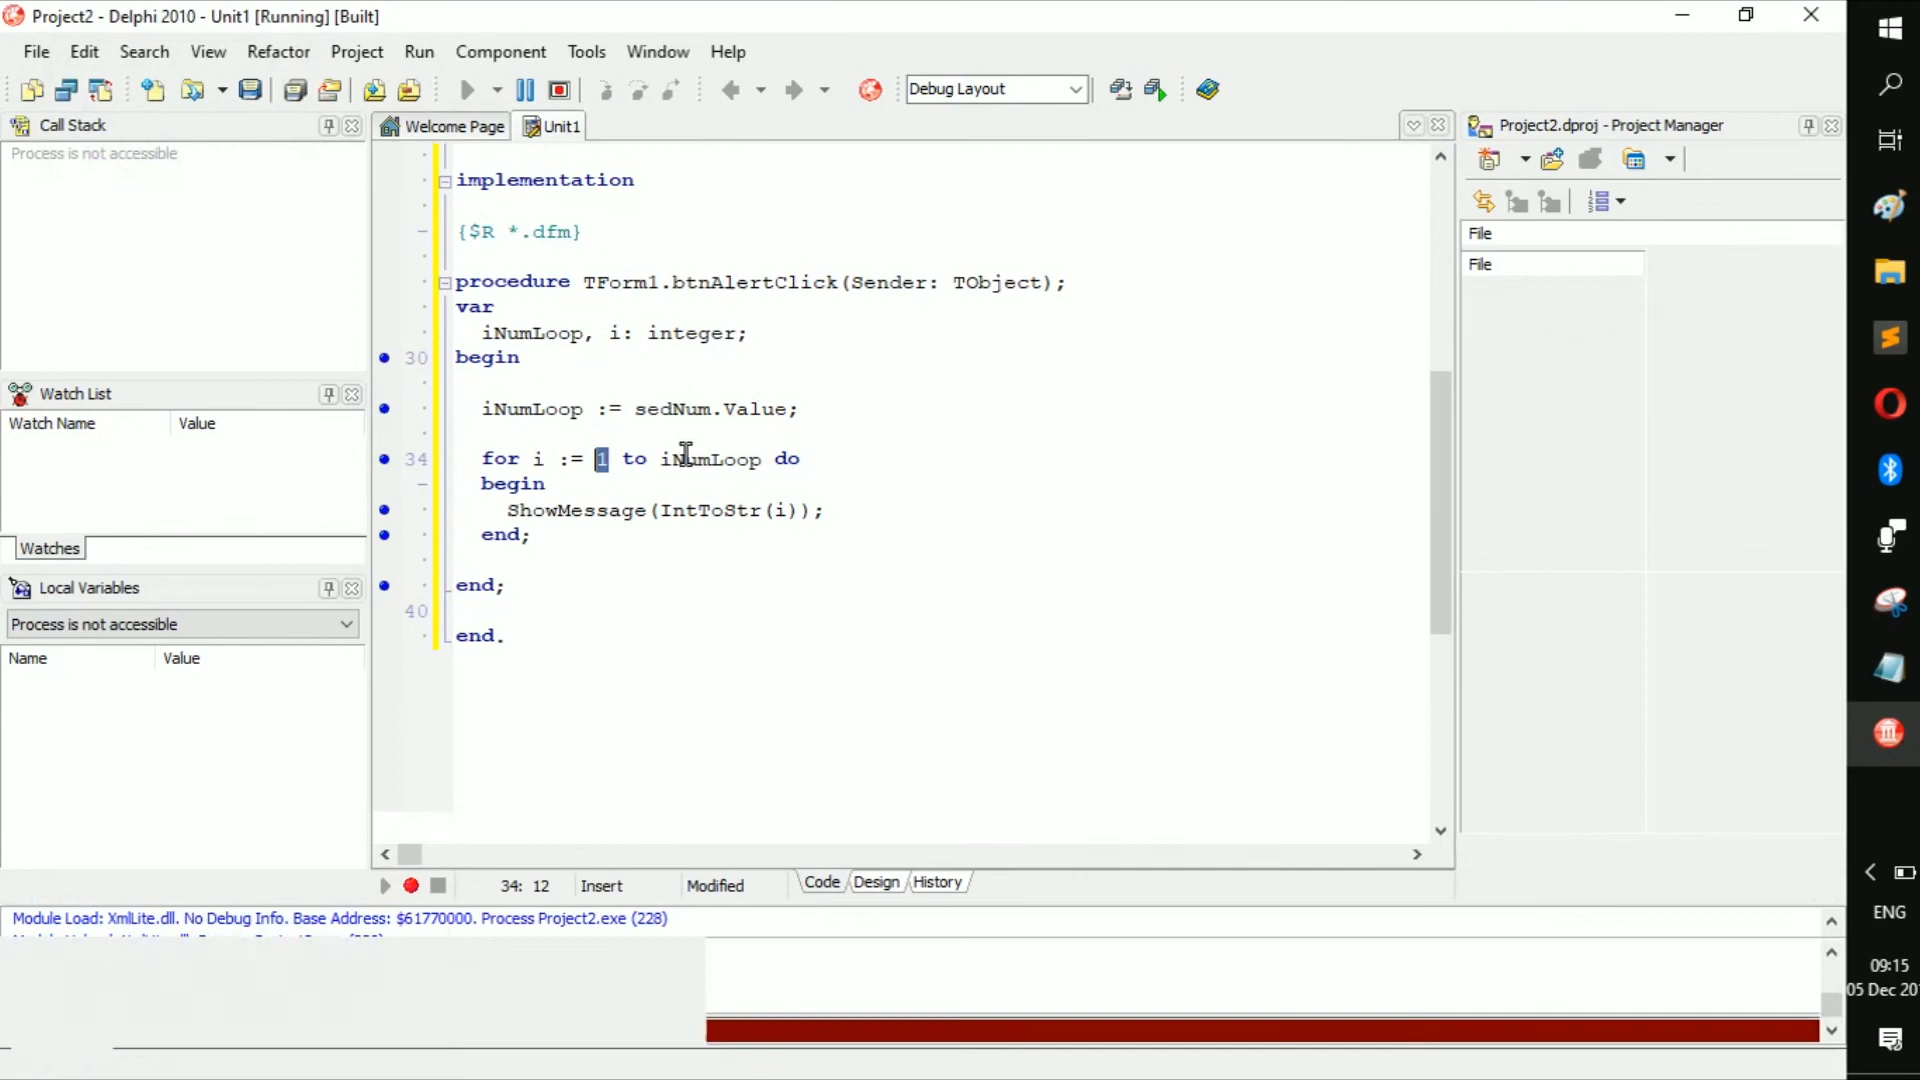 Project2 - Delphi 2010 - Unit1 [Running] [Built]
File Edit Search View Refactor Project Run Component Tools Window Help
Debug Layout
Call Stack
Process is not accessible
Welcome Page Unit1
Project2.dproj - Project Manager
File
File
implementation
{$R *.dfm}
procedure TForm1.btnAlertClick(Sender: TObject);
var
iNumLoop, i: integer;
30 begin
iNumLoop := sedNum.Value;
34 for i := 1 to iNumLoop do
begin
ShowMessage(IntToStr(i));
end;
end;
40
end.
Watch List
Watch Name Value
Watches
Local Variables
Process is not accessible
Name Value
34: 12 Insert Modified Code Design History
Module Load: XmlLite.dll. No Debug Info. Base Address: $61770000. Process Project2.exe (228)
ENG
09:15
05 Dec 20